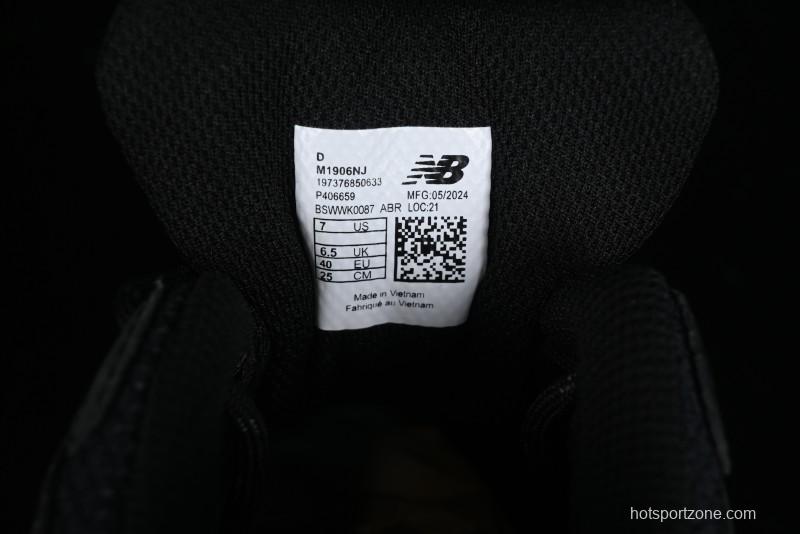 D
M1906NJ
197376850633
P406659 MFG:05/2024
BSWWK0087 ABR LOC:21
NB
7 US
6.5 UK
40 EU
25 CM
Made in Vietnam
Fabriqué au Vietnam
hotsportzone.com